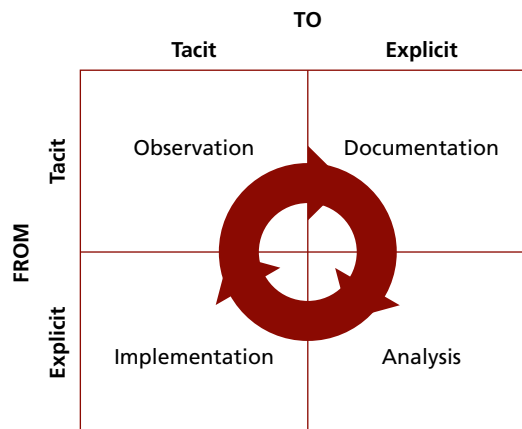 TO
Tacit Explicit
FROM
Tacit
Observation Documentation
Explicit
Implementation Analysis